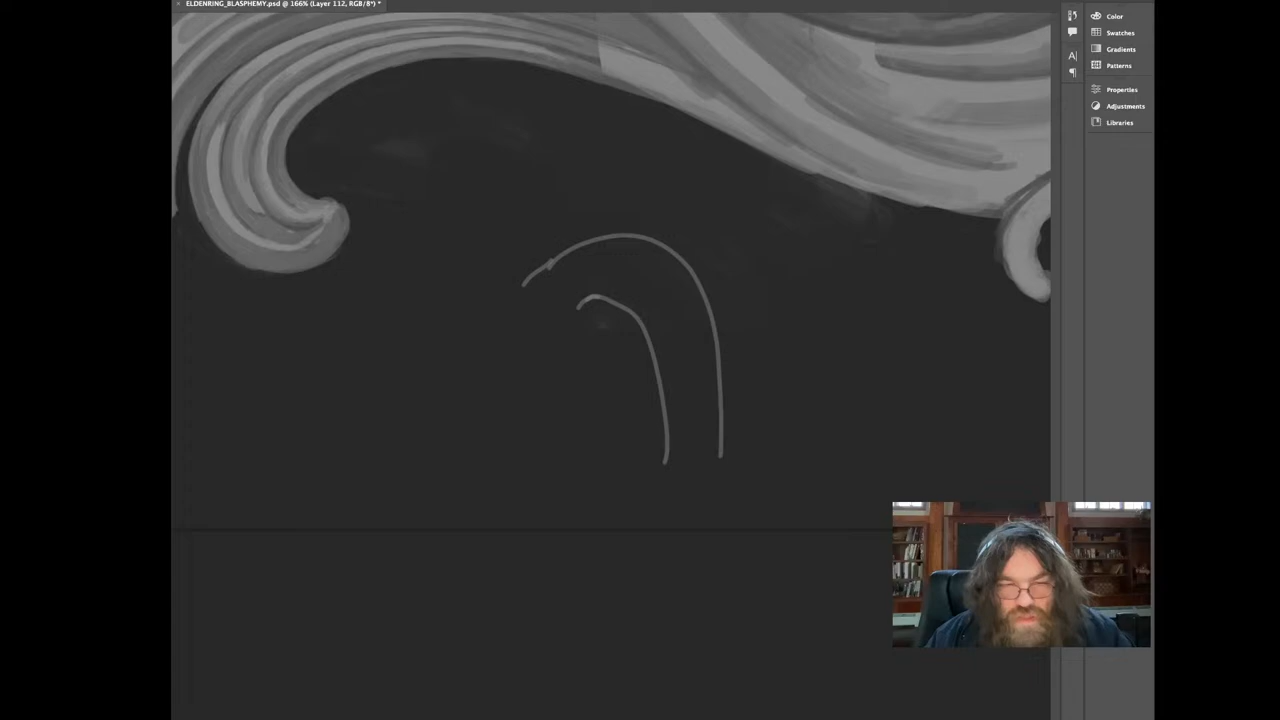 × ELDENRING_BLASPHEMY.psd @ 166% (Layer 112, RGB/8*) *
Color
Swatches
Gradients
A|
Patterns
¶
Properties
Adjustments
Libraries